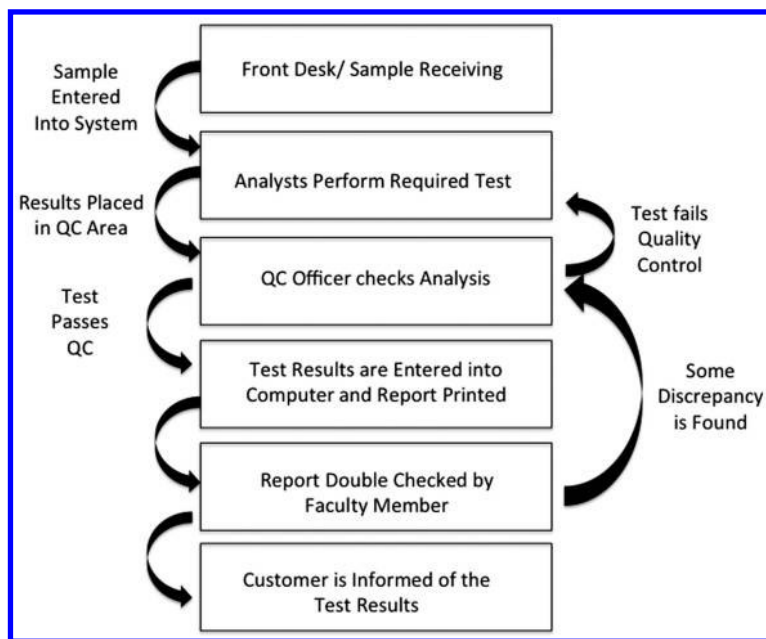 Front Desk/ Sample Receiving
Sample
Entered
Into System
Analysts Perform Required Test
Results Placed
in QC Area
Test fails
Quality
Control
QC Officer checks Analysis
Test
Passes
QC
Test Results are Entered into
Computer and Report Printed
Some
Discrepancy
is Found
Report Double Checked by
Faculty Member
Customer is Informed of the
Test Results